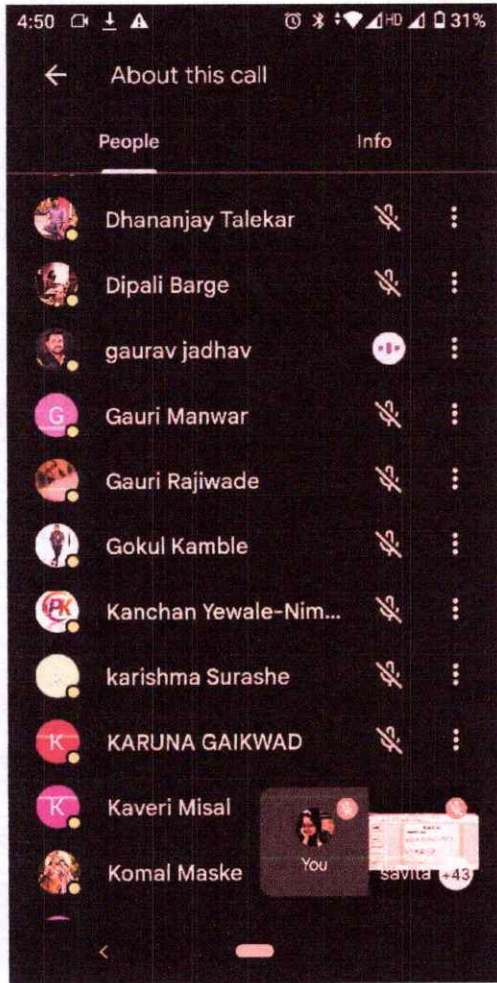 4:50 HD 31%
About this call
People Info
Dhananjay Talekar
Dipali Barge
gaurav jadhav
G Gauri Manwar
Gauri Rajiwade
Gokul Kamble
PK Kanchan Yewale-Nim...
karishma Surashe
K KARUNA GAIKWAD
K Kaveri Misal
Komal Maske
You savita +43